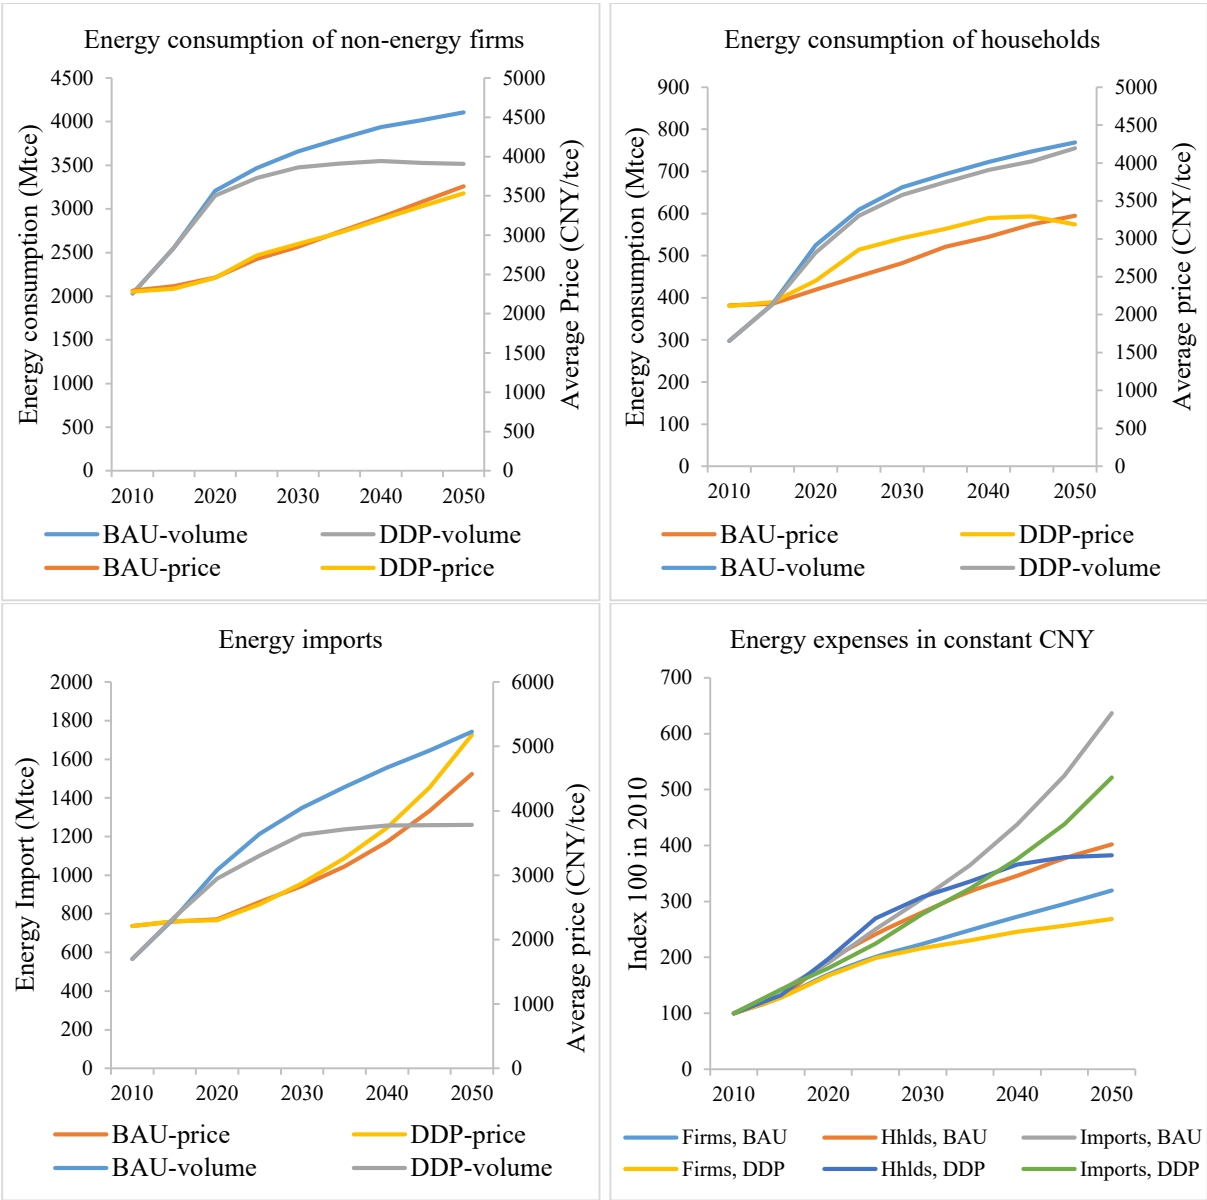 Energy consumption of non-energy firms
4500
4000
3500
3000
2500
2000
1500
1000
500
0
Energy consumption (Mtce)
5000
4500
4000
3500
3000
2500
2000
1500
1000
500
0
Average Price (CNY/tce)
2010 2020 2030 2040 2050
BAU-volume DDP-volume
BAU-price DDP-price
Energy consumption of households
900
800
700
600
500
400
300
200
100
0
Energy consumption (Mtce)
5000
4500
4000
3500
3000
2500
2000
1500
1000
500
0
Average price (CNY/tce)
2010 2020 2030 2040 2050
BAU-price DDP-price
BAU-volume DDP-volume
Energy imports
2000
1800
1600
1400
1200
1000
800
600
400
200
0
Energy Import (Mtce)
6000
5000
4000
3000
2000
1000
0
Average price (CNY/tce)
2010 2020 2030 2040 2050
BAU-price DDP-price
BAU-volume DDP-volume
Energy expenses in constant CNY
700
600
500
400
300
200
100
0
Index 100 in 2010
2010 2020 2030 2040 2050
Firms, BAU Hhlds, BAU Imports, BAU
Firms, DDP Hhlds, DDP Imports, DDP